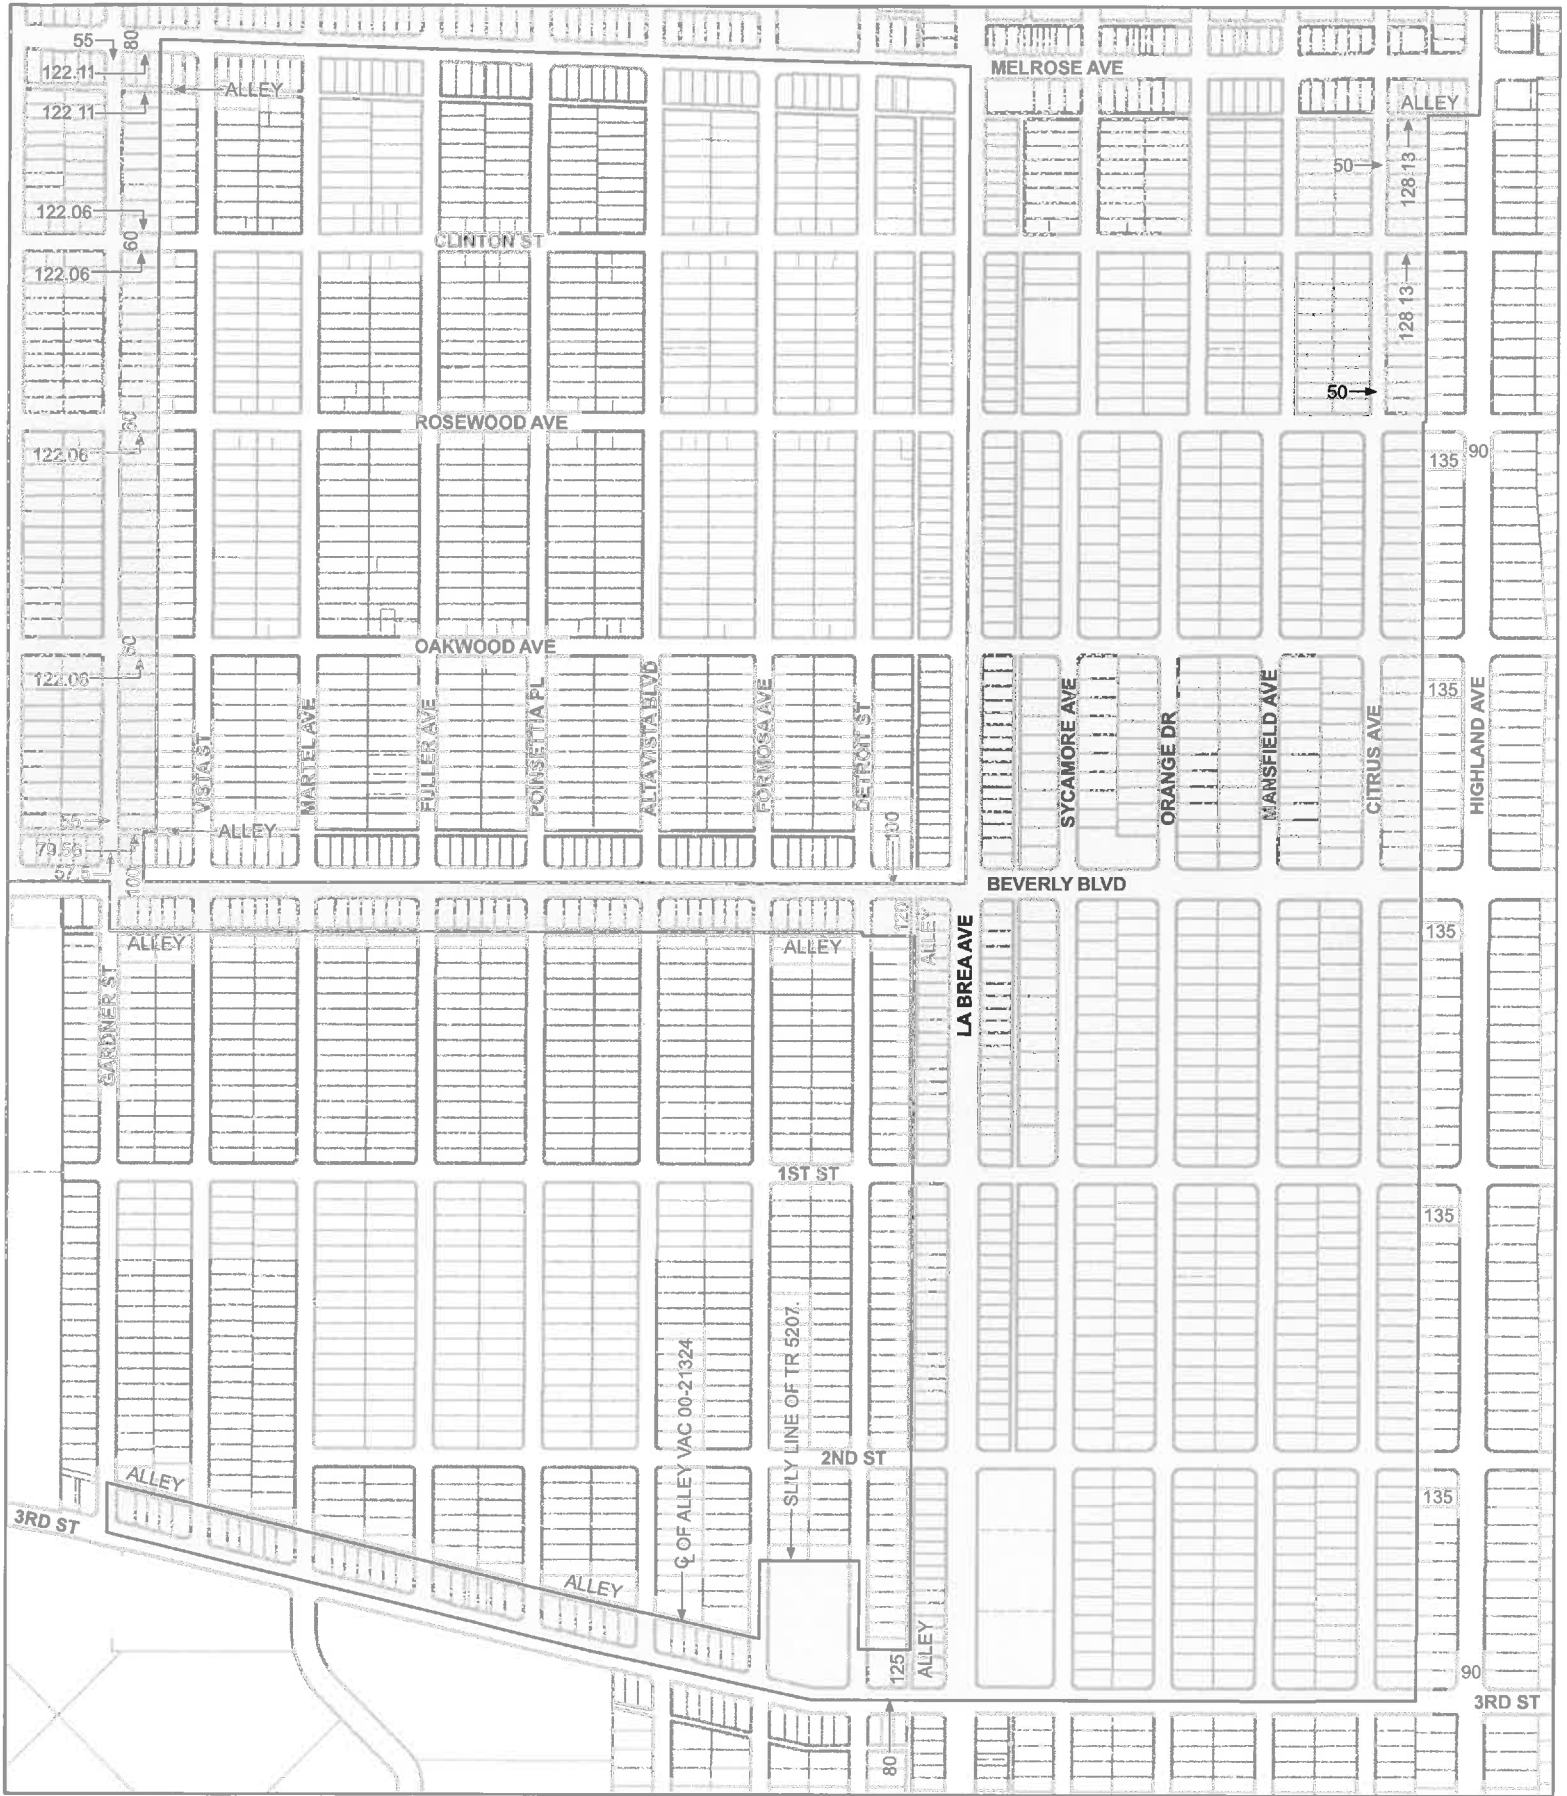 55
80
122.11
MELROSE AVE
ALLEY
122.11
ALLEY
50
128.13
122.06
60
CLINTON ST
122.06
128.13
50
ROSEWOOD AVE
60
122.06
135
90
OAKWOOD AVE
60
122.06
135
VISTA ST
MARTEL AVE
FULLER AVE
POINSETTIA PL
ALTA VISTA BLVD
FORMOSA AVE
DETROIT ST
SYCAMORE AVE
ORANGE DR
MANSFIELD AVE
CITRUS AVE
HIGHLAND AVE
55
ALLEY
100
79.56
100
BEVERLY BLVD
ALLEY
ALLEY
120
ALLEY
LA BREA AVE
135
GARDNER ST
1ST ST
135
℄ OF ALLEY VAC 00-21324
SL'LY LINE OF TR 5207.
2ND ST
ALLEY
135
3RD ST
ALLEY
125
ALLEY
90
3RD ST
80